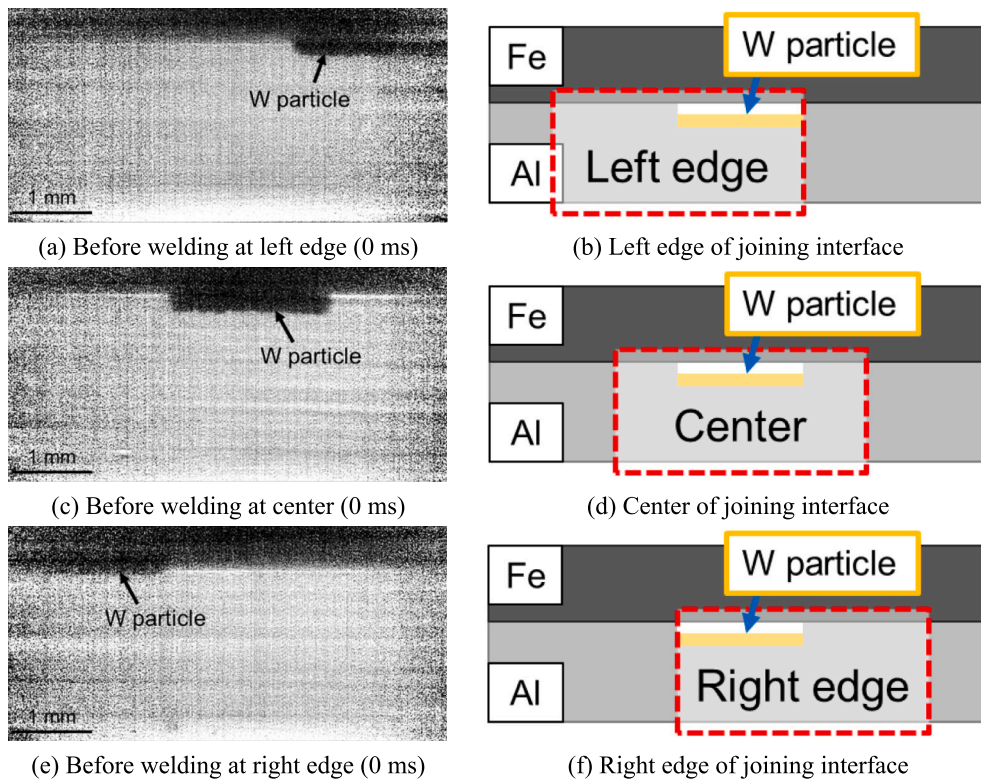 W particle
1 mm
(a) Before welding at left edge (0 ms)
Fe
W particle
Al
Left edge
(b) Left edge of joining interface
W particle
1 mm
(c) Before welding at center (0 ms)
Fe
W particle
Al
Center
(d) Center of joining interface
W particle
1 mm
(e) Before welding at right edge (0 ms)
Fe
W particle
Al
Right edge
(f) Right edge of joining interface